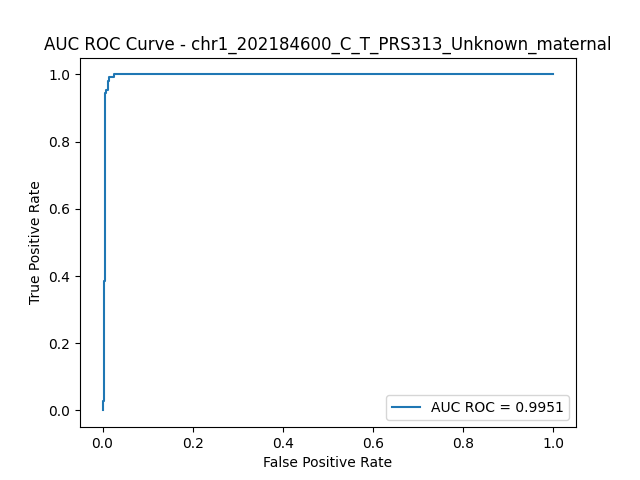 AUC ROC Curve - chr1_202184600_C_T_PRS313_Unknown_maternal
1.0
0.8
0.6
0.4
0.2
0.0
True Positive Rate
AUC ROC = 0.9951
0.0 0.2 0.4 0.6 0.8 1.0
False Positive Rate